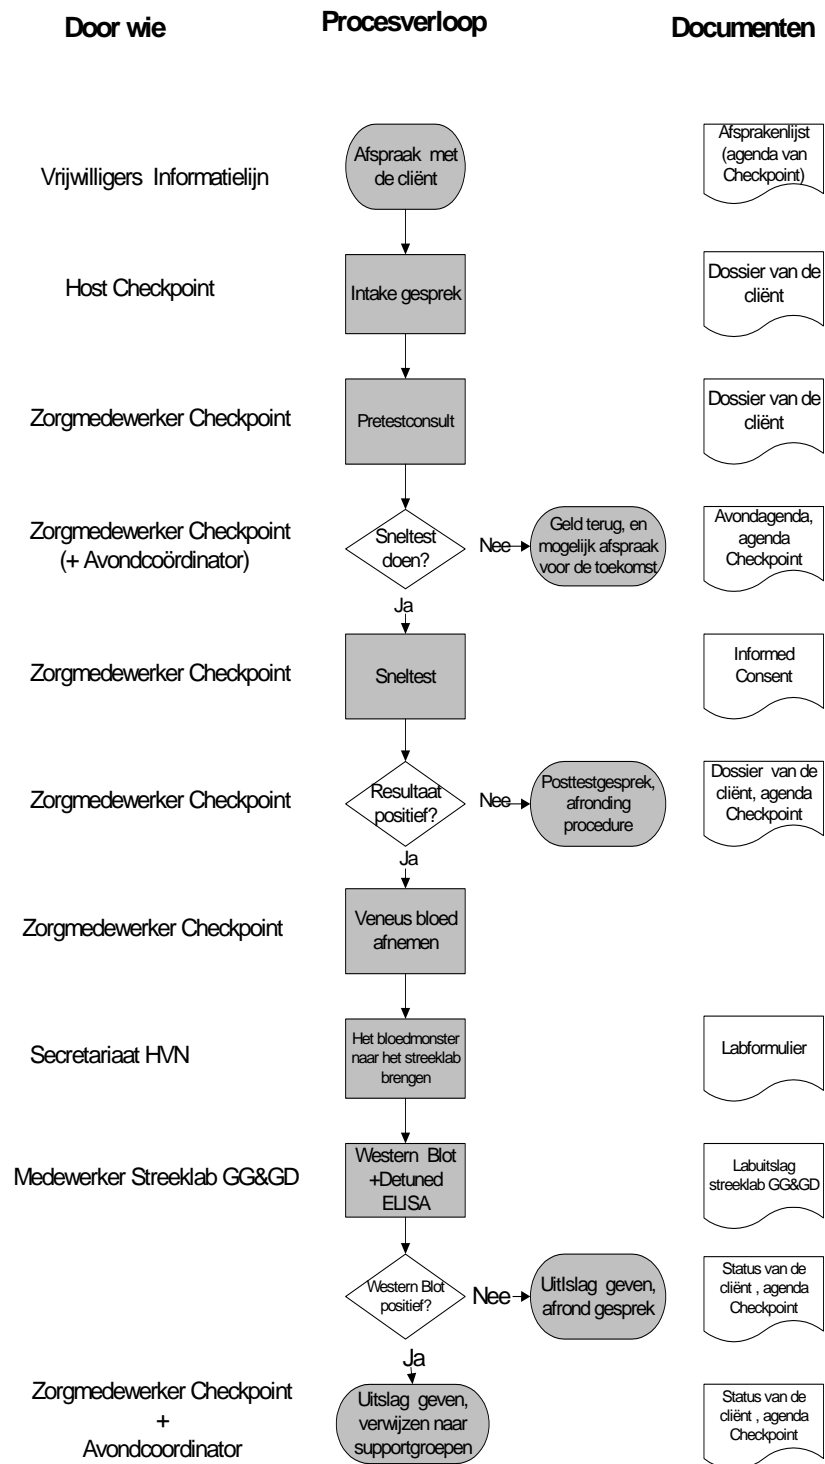 Door wie
Procesverloop
Documenten
Vrijwilligers Informatielijn
Afspraak met
de cliënt
Afsprakenlijst
(agenda van
Checkpoint)
Host Checkpoint
Intake gesprek
Dossier van de
cliënt
Zorgmedewerker Checkpoint
Pretestconsult
Dossier van de
cliënt
Zorgmedewerker Checkpoint
(+ Avondcoördinator)
Sneltest
doen?
Nee
Geld terug, en
mogelijk afspraak
voor de toekomst
Avondagenda,
agenda
Checkpoint
Ja
Zorgmedewerker Checkpoint
Sneltest
Informed
Consent
Zorgmedewerker Checkpoint
Resultaat
positief?
Nee
Posttestgesprek,
afronding
procedure
Dossier van de
cliënt, agenda
Checkpoint
Ja
Zorgmedewerker Checkpoint
Veneus bloed
afnemen
Secretariaat HVN
Het bloedmonster
naar het streeklab
brengen
Labformulier
Medewerker Streeklab GG&GD
Western Blot
+Detuned
ELISA
Labuitslag
streeklab GG&GD
Western Blot
positief?
Nee
UitIslag geven,
afrond gesprek
Status van de
cliënt , agenda
Checkpoint
Ja
Zorgmedewerker Checkpoint
+
Avondcoordinator
Uitslag geven,
verwijzen naar
supportgroepen
Status van de
cliënt , agenda
Checkpoint